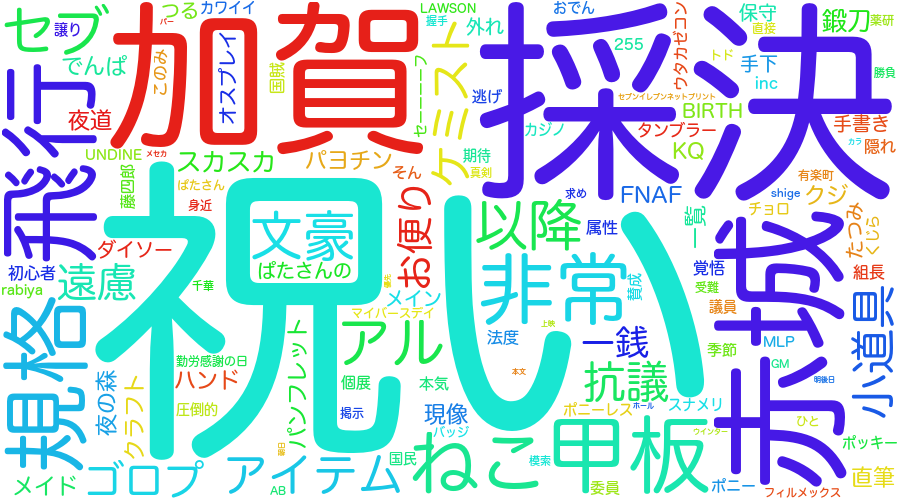 セブ
つる
カワイイ
バー
譲り
でんぱ
このみ
国賊
オスプレイ
加賀
LAWSON
握手
外れ
おでん
255
ウタカゼコン
保守
直接
鍛刀
薬研
トド
手下
inc
勝負
採決
飛行
夜道
UNDINE
メセカ
スカスカ
パヨチン
セーーーーフ
ケミスト
逃げ
セブンイレブンネットプリント
BIRTH
カジノ
タンブラー
手書き
カラ
隠れ
KQ
期待
真剣
そん
藤四郎
ばたさん
身近
お便り
求め
FNAF
有楽町
shige
クジ
チョロ
祝い
文豪
ぱたさんの
以降
属性
一覧
たつみ
くじら
ダイソー
初心者
rabiya
遠慮
千華
メイン
マイバースデイ
非常
賛成
覚悟
受難
組長
議員
赤城
小道具
規格
夜の森
勤労感謝の日
ハンド
クラフト
圧倒的
パンフレット
アル
個展
掲示
本気
法度
上映
一銭
本文
抗議
MLP
季節
GM
明後日
現像
バッジ
ポニーレス
ホール
スナメリ
ウインター
ひと
ポッキー
メイド
ゴロプ
アイテム
AB
国民
ねこ
模索
甲板
委員
ポニー
フィルメックス
直筆